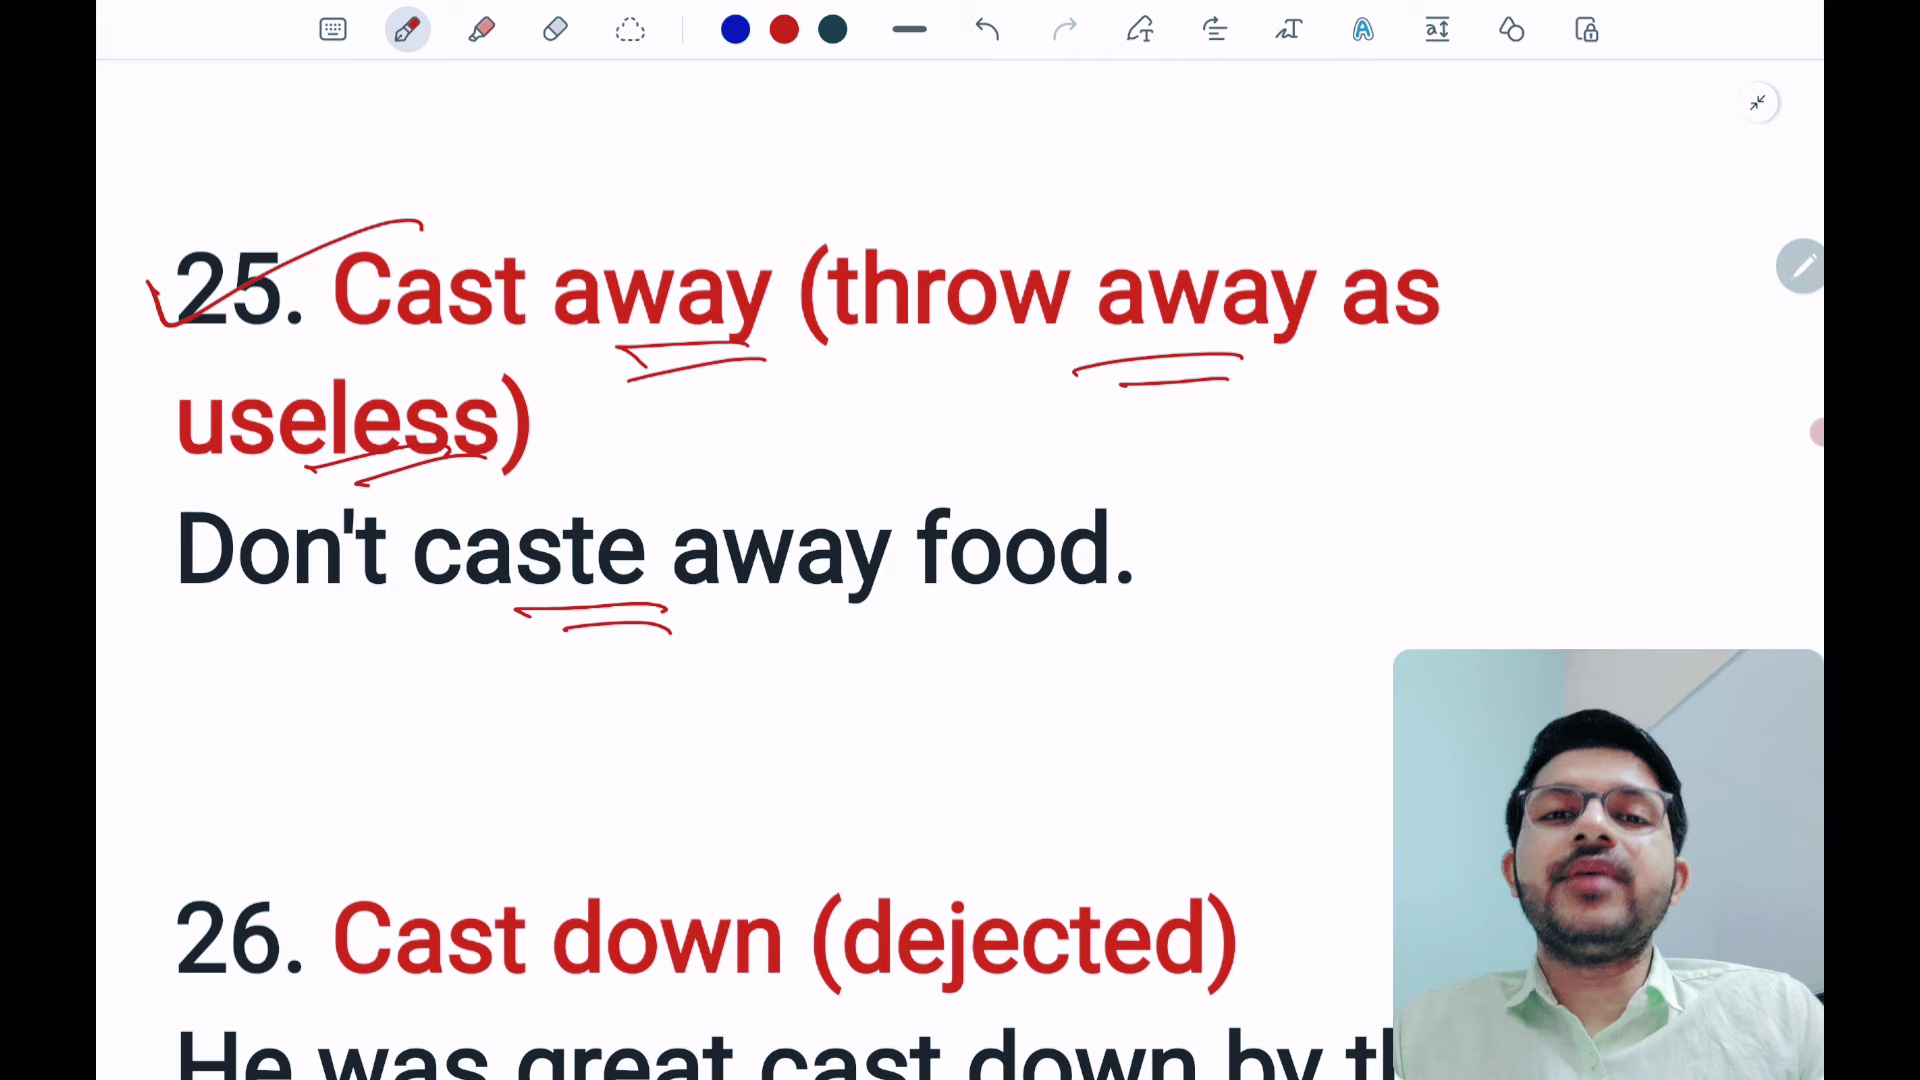 25. Cast away (throw away as
useless)
Don't caste away food.
26. Cast down (dejected)
He was great cast down by